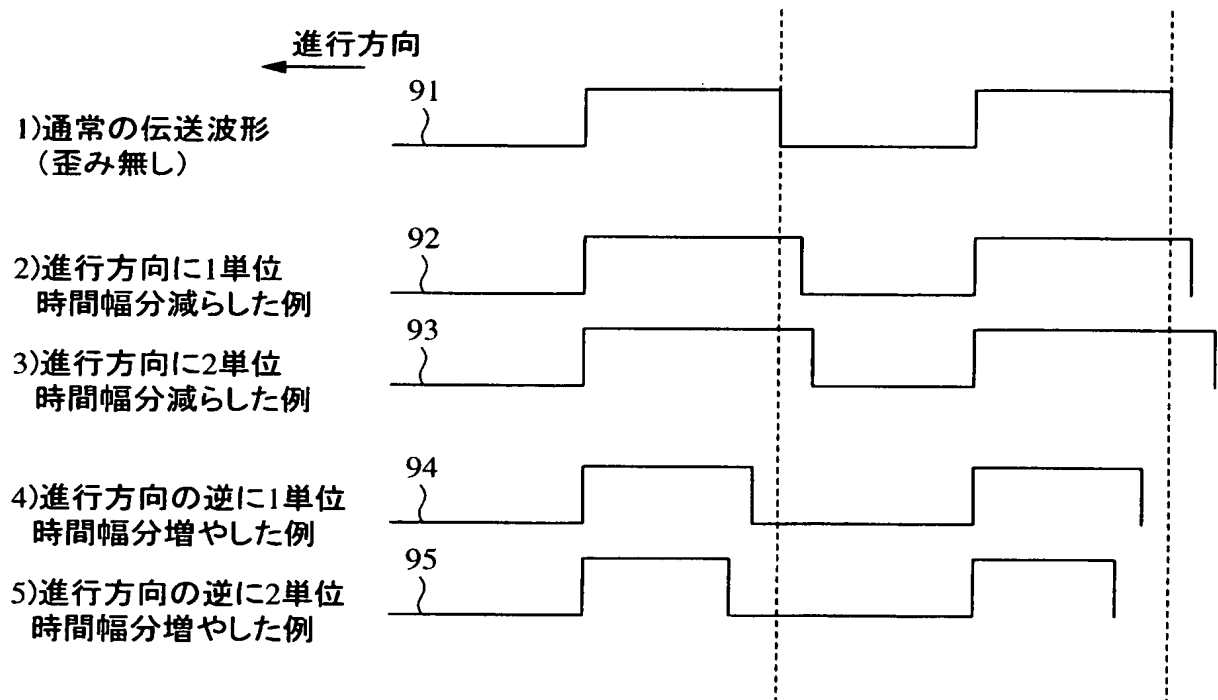 進行方向
91
1)通常の伝送波形
(歪み無し)
92
2)進行方向に1単位
時間幅分減らした例
93
3)進行方向に2単位
時間幅分減らした例
94
4)進行方向の逆に1単位
時間幅分増やした例
95
5)進行方向の逆に2単位
時間幅分増やした例